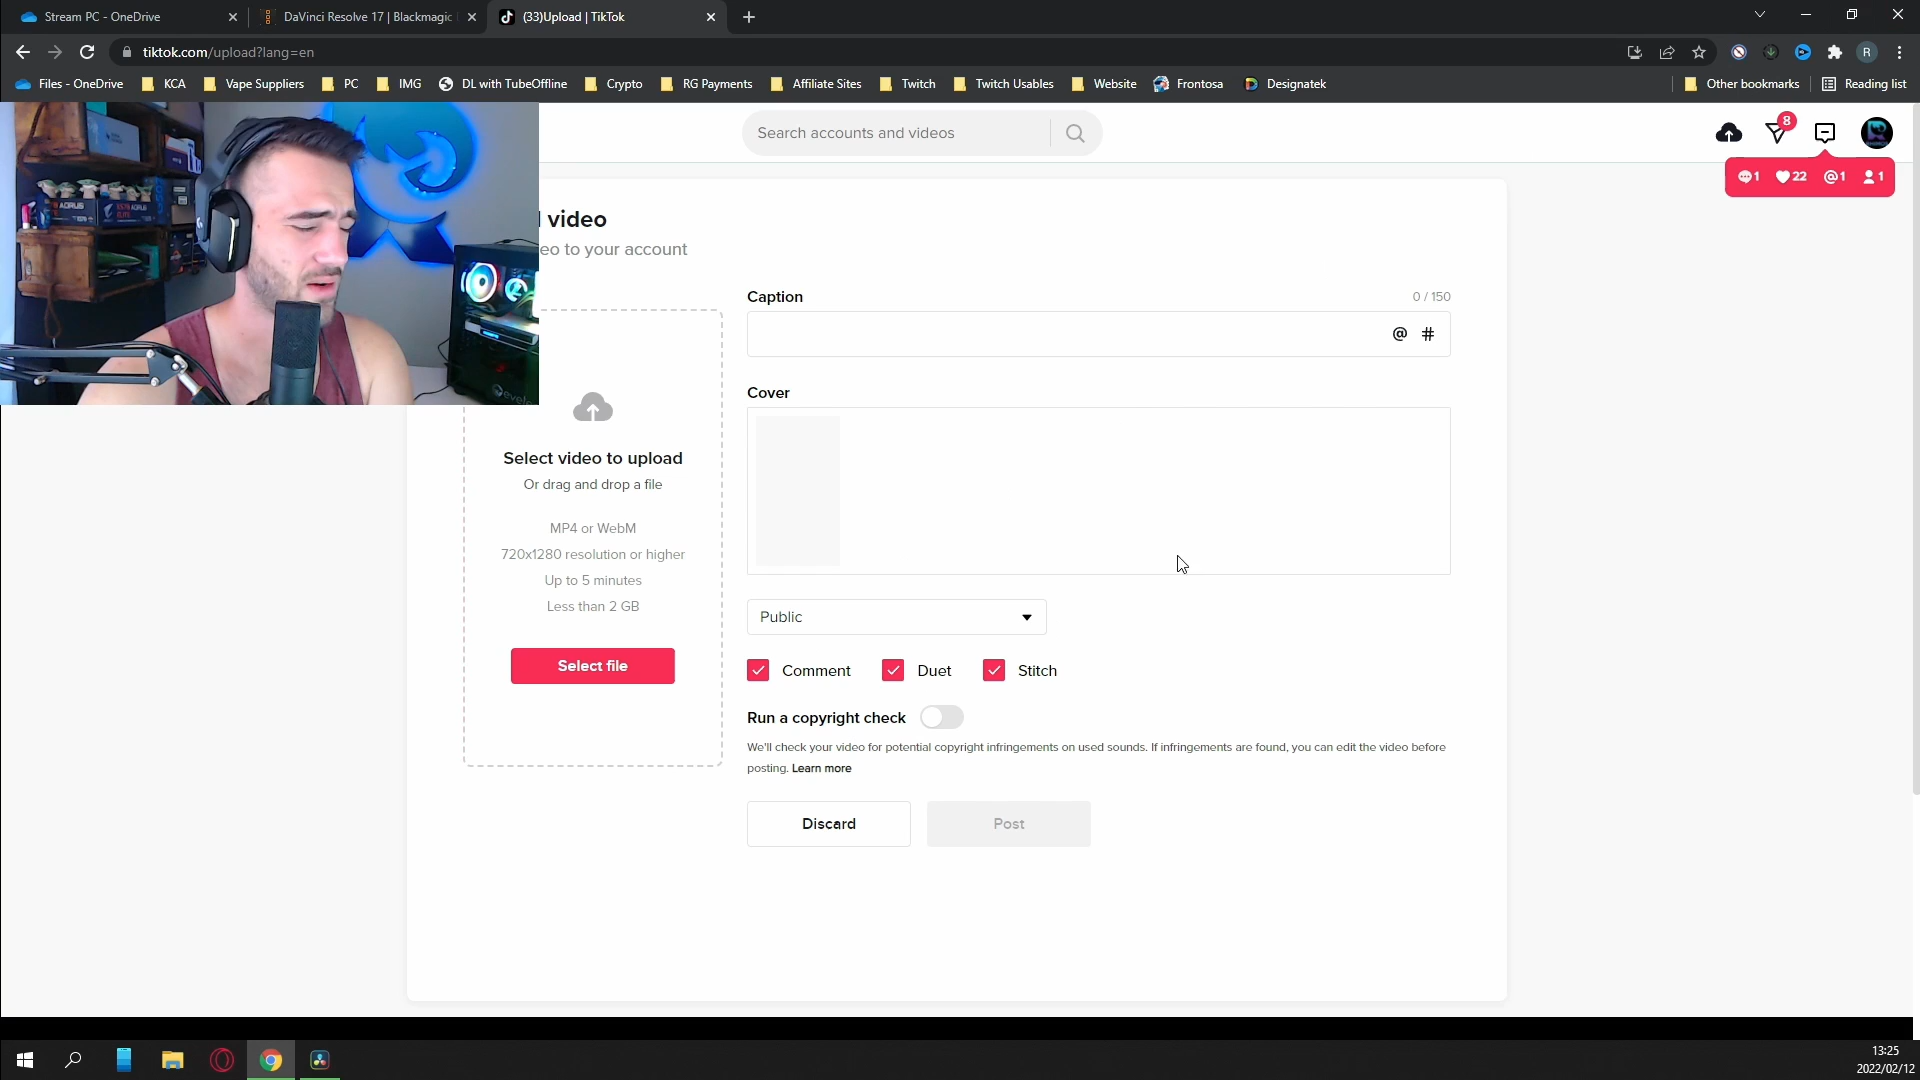 Stream PC - OneDrive
DaVinci Resolve 17 | Blackmagic
(33)Upload | TikTok
tiktok.com/upload?lang=en
R
Files - OneDrive
KCA
Vape Suppliers
PC
IMG
DL with TubeOffline
Crypto
RG Payments
Affiliate Sites
Twitch
Twitch Usables
Website
Frontosa
Designatek
Other bookmarks
Reading list
Search accounts and videos
8
1
22
@1
1
video
eo to your account
AORUS
Caption
0 / 150
@ #
Cover
Select video to upload
Or drag and drop a file
MP4 or WebM
720x1280 resolution or higher
Up to 5 minutes
Less than 2 GB
Select file
Public
Comment
Duet
Stitch
Run a copyright check
We'll check your video for potential copyright infringements on used sounds. If infringements are found, you can edit the video before
posting. Learn more
Discard
Post
13:25
2022/02/12